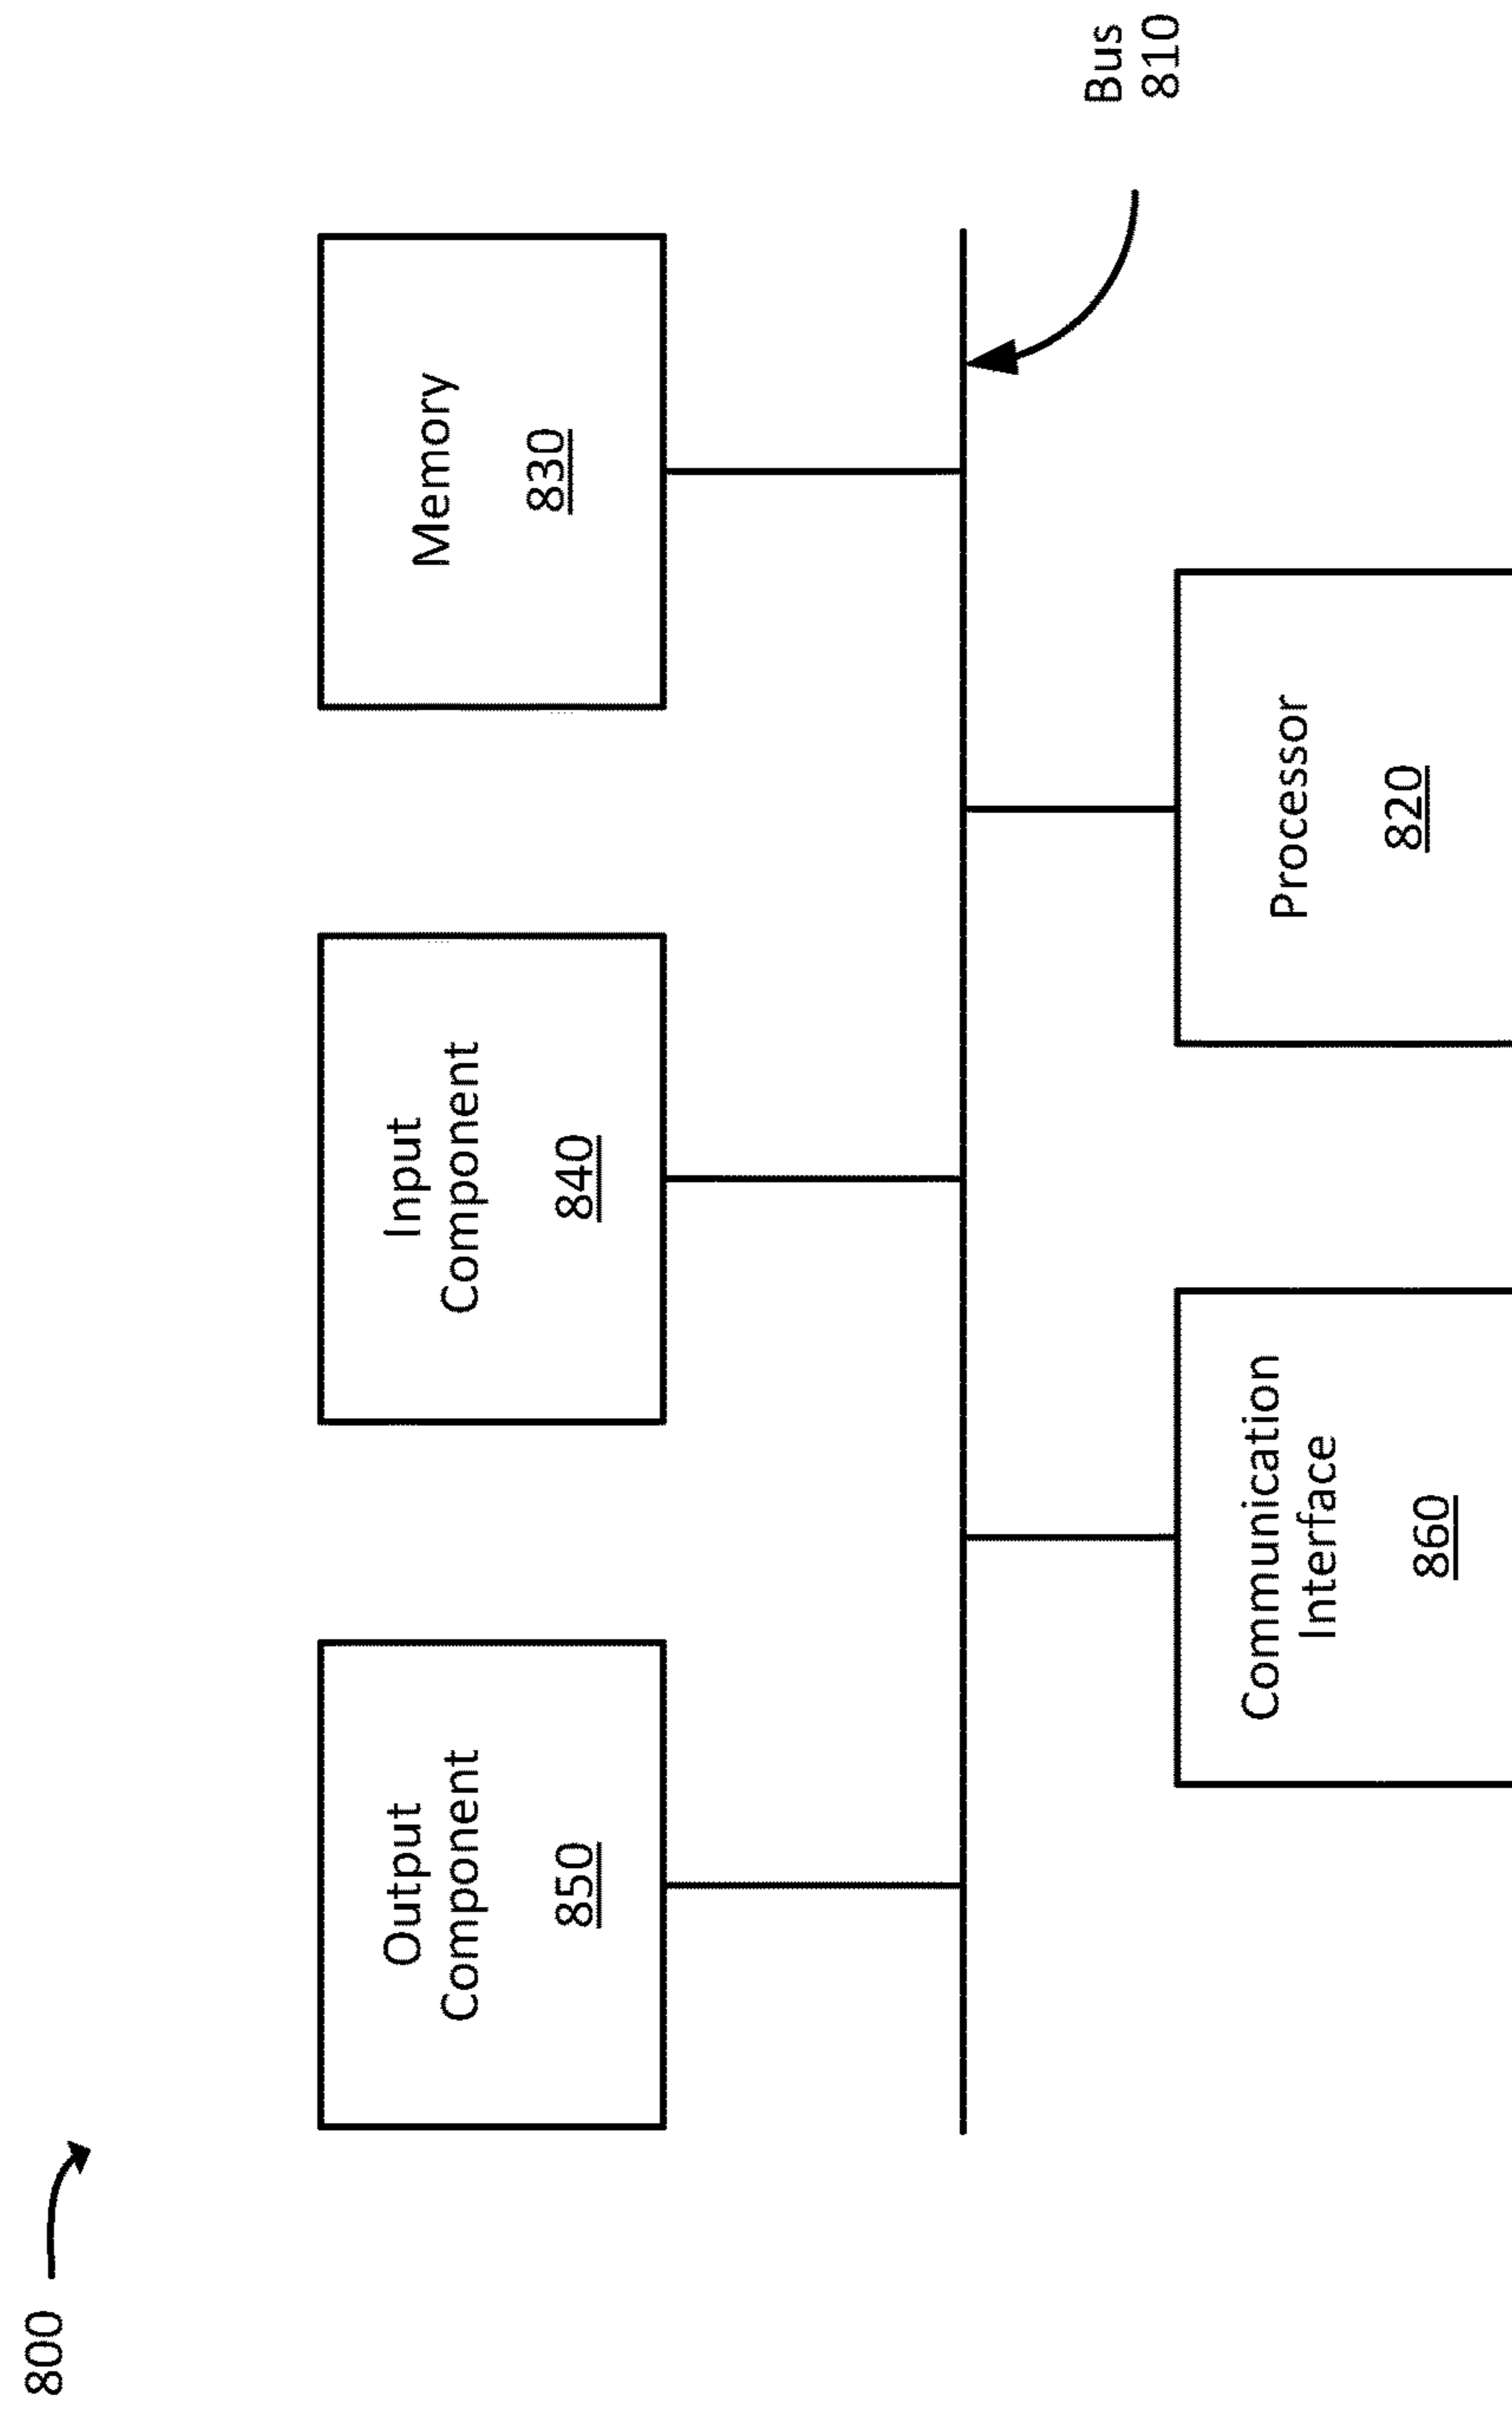 800
Output
Component
850
Input
Component
840
Memory
830
Bus
810
Communication
Interface
860
Processor
820